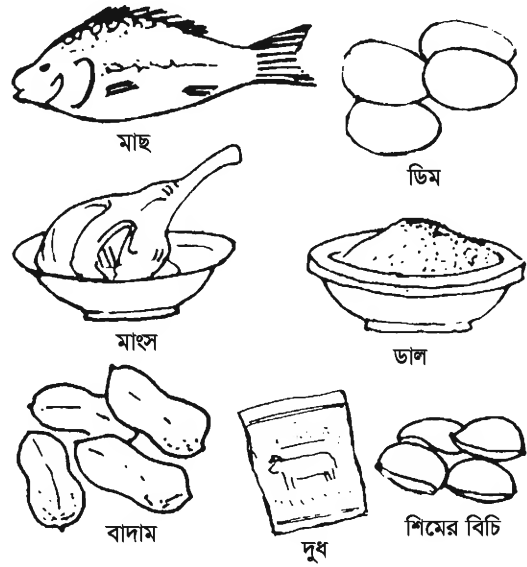 মাছ
ডিম
মাংস
ডাল
বাদাম
দুধ
শিমের বিচি